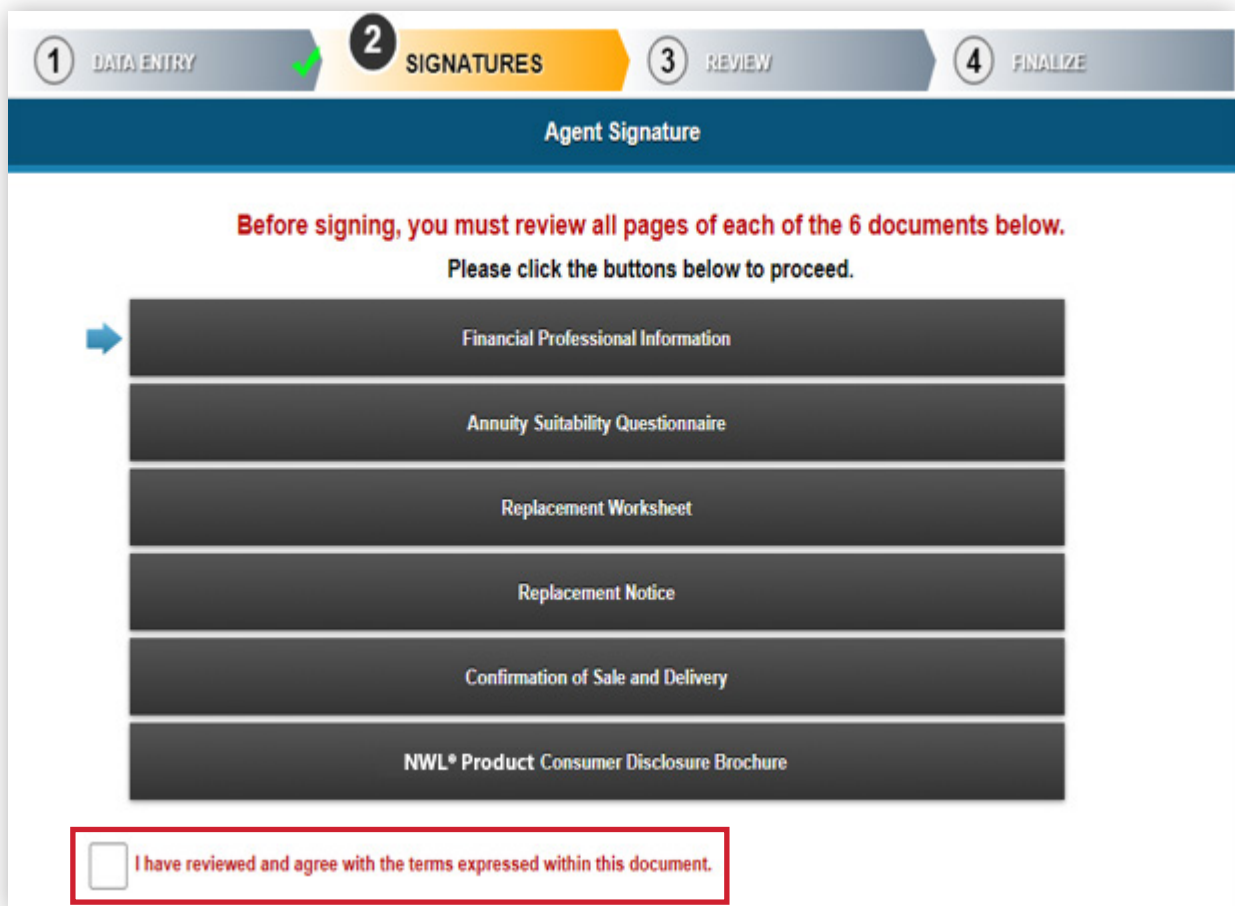 1 DATA ENTRY 2 SIGNATURES 3 REVIEW 4 FINALIZE
Agent Signature
Before signing, you must review all pages of each of the 6 documents below.
Please click the buttons below to proceed.
Financial Professional Information
Annuity Suitability Questionnaire
Replacement Worksheet
Replacement Notice
Confirmation of Sale and Delivery
NWL® Product Consumer Disclosure Brochure
I have reviewed and agree with the terms expressed within this document.